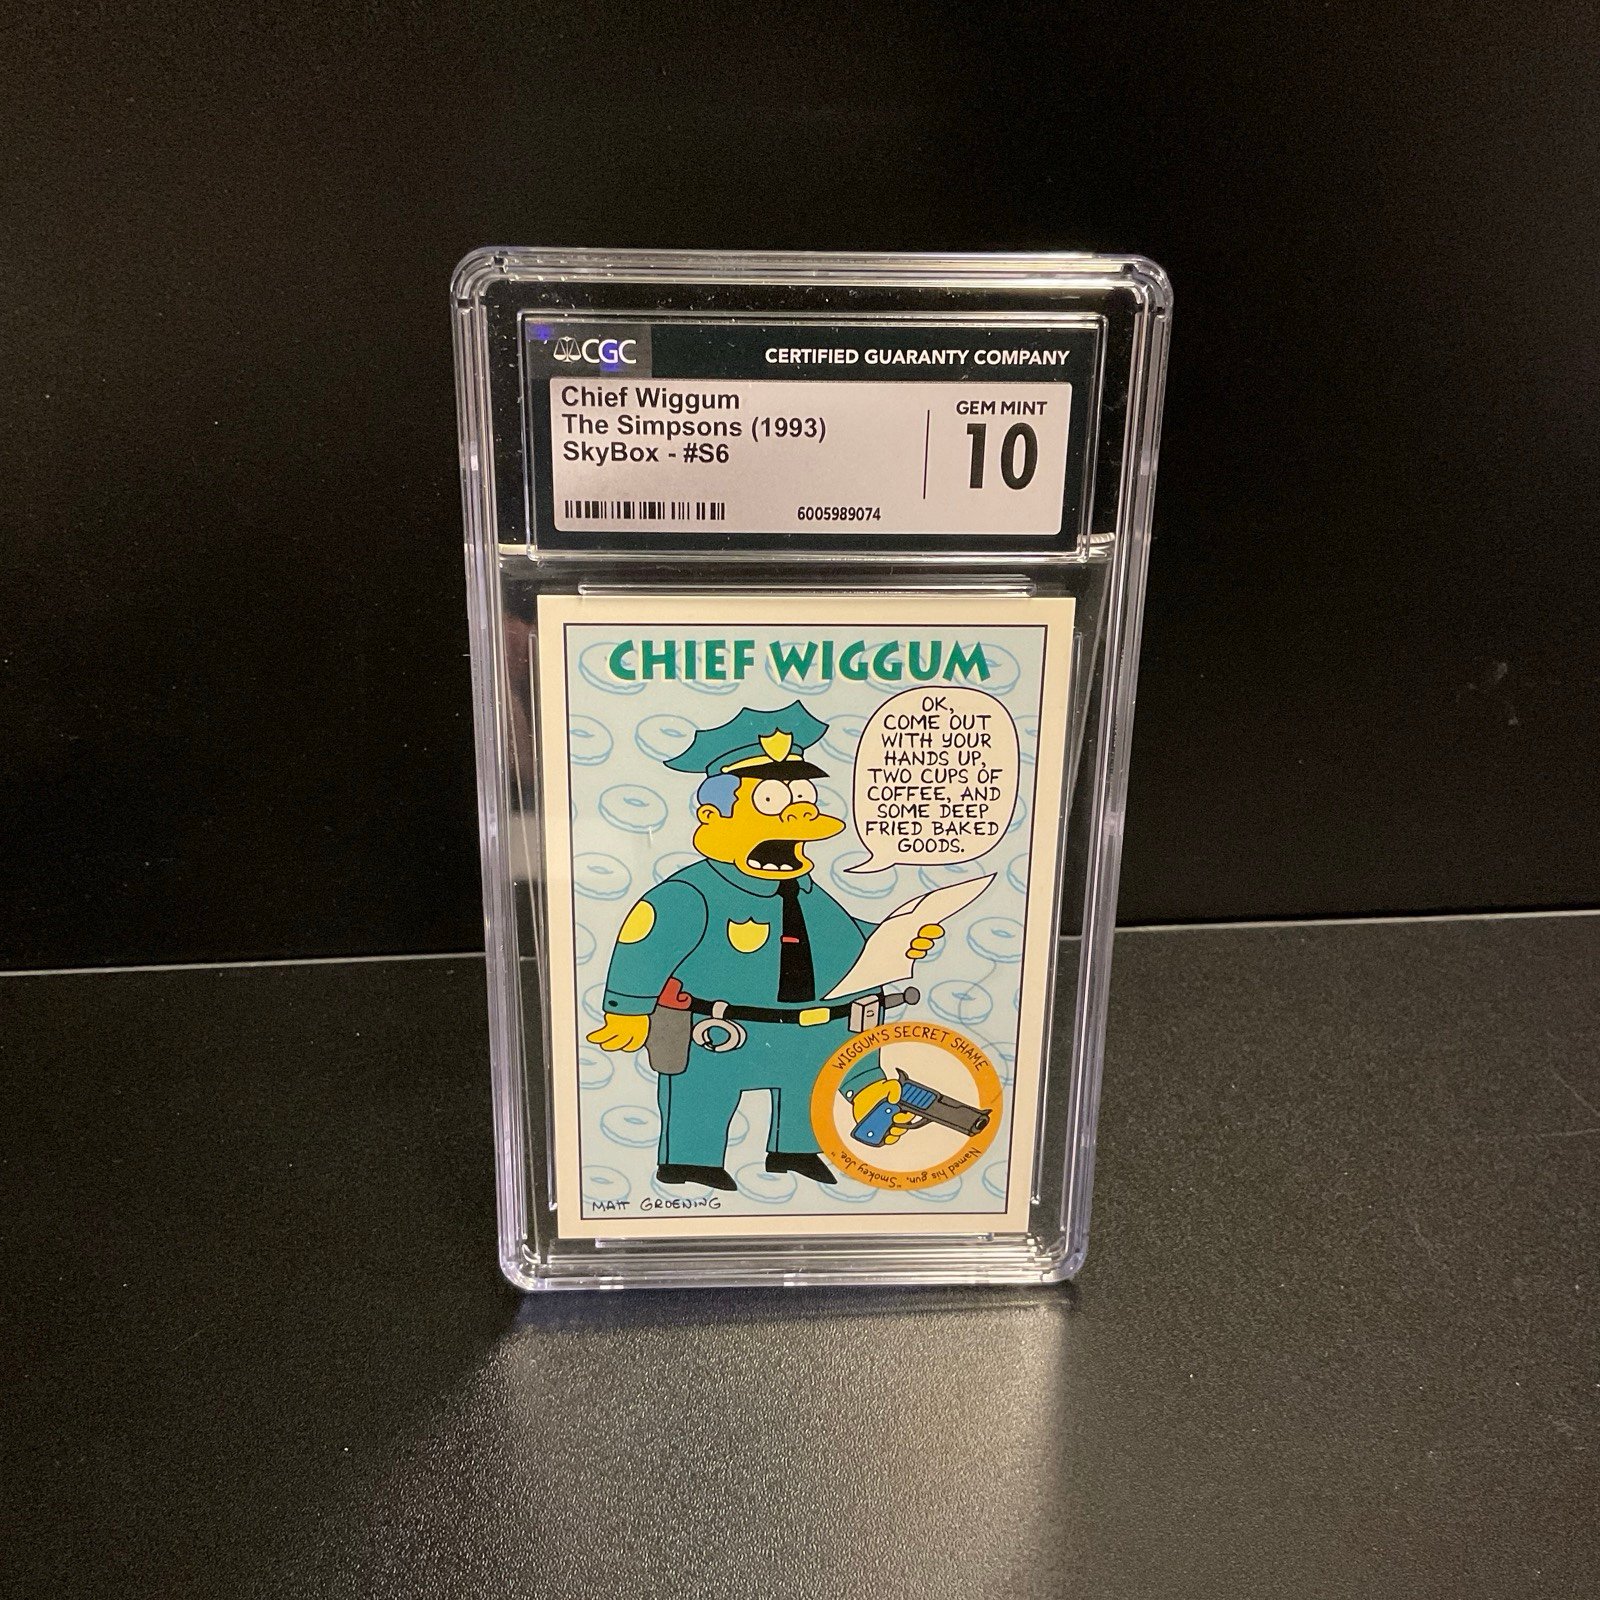 CGC
CERTIFIED GUARANTY COMPANY
Chief Wiggum
The Simpsons (1993)
SkyBox - #S6
GEM MINT
10
6005989074
CHIEF WIGGUM
OK,
COME OUT
WITH YOUR
HANDS UP,
TWO CUPS OF
COFFEE, AND
SOME DEEP
FRIED BAKED
GOODS.
WIGGUM'S SECRET SHAME
Named his gun, "Smokey Joe."
MATT GROENING